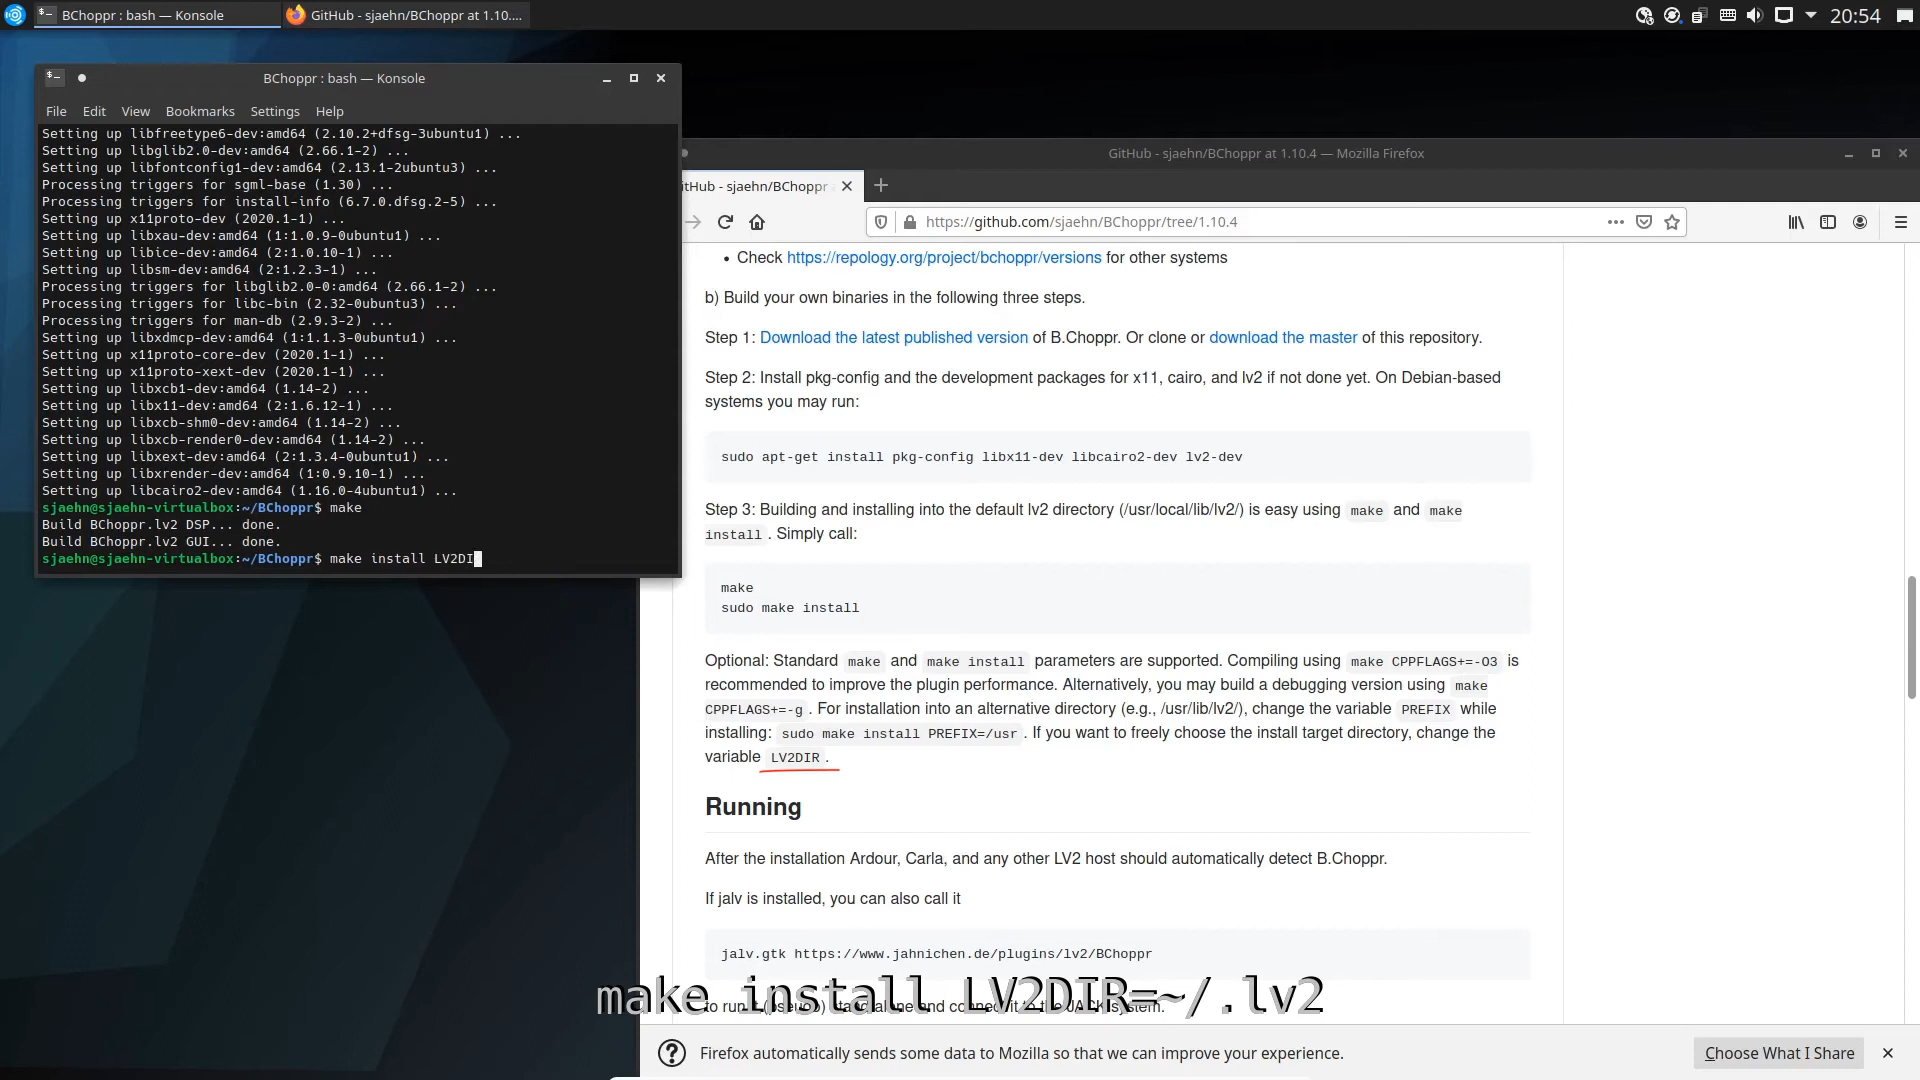 BChoppr : bash — Konsole
GitHub - sjaehn/BChoppr at 1.10....
20:54
BChoppr : bash — Konsole
File Edit View Bookmarks Settings Help
Setting up libfreetype6-dev:amd64 (2.10.2+dfsg-3ubuntu1) ...
Setting up libglib2.0-dev:amd64 (2.66.1-2) ...
Setting up libfontconfig1-dev:amd64 (2.13.1-2ubuntu3) ...
Processing triggers for sgml-base (1.30) ...
Processing triggers for install-info (6.7.0.dfsg.2-5) ...
Setting up x11proto-dev (2020.1-1) ...
Setting up libxau-dev:amd64 (1:1.0.9-0ubuntu1) ...
Setting up libice-dev:amd64 (2:1.0.10-1) ...
Setting up libsm-dev:amd64 (2:1.2.3-1) ...
Processing triggers for libglib2.0-0:amd64 (2.66.1-2) ...
Processing triggers for libc-bin (2.32-0ubuntu3) ...
Processing triggers for man-db (2.9.3-2) ...
Setting up libxdmcp-dev:amd64 (1:1.1.3-0ubuntu1) ...
Setting up x11proto-core-dev (2020.1-1) ...
Setting up x11proto-xext-dev (2020.1-1) ...
Setting up libxcb1-dev:amd64 (1.14-2) ...
Setting up libx11-dev:amd64 (2:1.6.12-1) ...
Setting up libxcb-shm0-dev:amd64 (1.14-2) ...
Setting up libxcb-render0-dev:amd64 (1.14-2) ...
Setting up libxext-dev:amd64 (2:1.3.4-0ubuntu1) ...
Setting up libxrender-dev:amd64 (1:0.9.10-1) ...
Setting up libcairo2-dev:amd64 (1.16.0-4ubuntu1) ...
sjaehn@sjaehn-virtualbox:~/BChoppr$ make
Build BChoppr.lv2 DSP... done.
Build BChoppr.lv2 GUI... done.
sjaehn@sjaehn-virtualbox:~/BChoppr$ make install LV2DI
GitHub - sjaehn/BChoppr at 1.10.4 — Mozilla Firefox
itHub - sjaehn/BChoppr
https://github.com/sjaehn/BChoppr/tree/1.10.4
• Check https://repology.org/project/bchoppr/versions for other systems
b) Build your own binaries in the following three steps.
Step 1: Download the latest published version of B.Choppr. Or clone or download the master of this repository.
Step 2: Install pkg-config and the development packages for x11, cairo, and lv2 if not done yet. On Debian-based
systems you may run:
sudo apt-get install pkg-config libx11-dev libcairo2-dev lv2-dev
Step 3: Building and installing into the default lv2 directory (/usr/local/lib/lv2/) is easy using make and make
install . Simply call:
make
sudo make install
Optional: Standard make and make install parameters are supported. Compiling using make CPPFLAGS+=-O3 is
recommended to improve the plugin performance. Alternatively, you may build a debugging version using make
CPPFLAGS+=-g . For installation into an alternative directory (e.g., /usr/lib/lv2/), change the variable PREFIX while
installing: sudo make install PREFIX=/usr . If you want to freely choose the install target directory, change the
variable LV2DIR .
Running
After the installation Ardour, Carla, and any other LV2 host should automatically detect B.Choppr.
If jalv is installed, you can also call it
jalv.gtk https://www.jahnichen.de/plugins/lv2/BChoppr
make install LV2DIR=~/.lv2
to run it (pseudo) standalone and connect it to the JACK system.
Firefox automatically sends some data to Mozilla so that we can improve your experience.
Choose What I Share